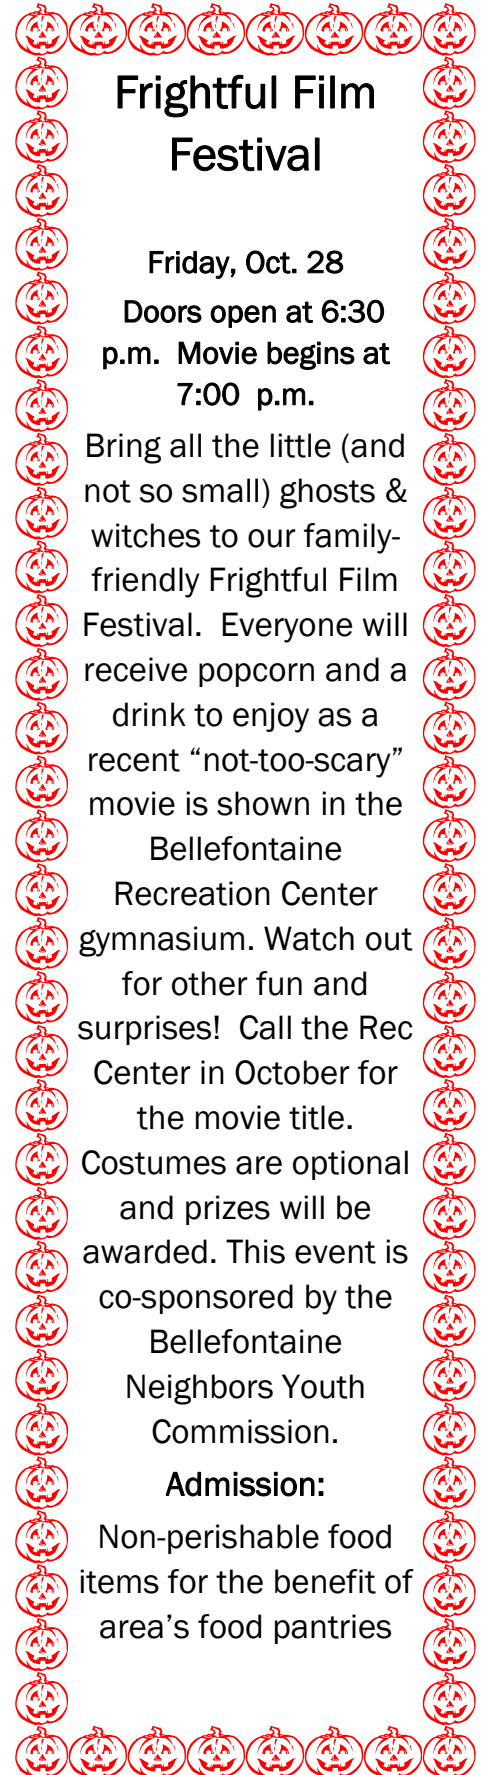 Frightful Film
Festival
Friday, Oct. 28
Doors open at 6:30
p.m.  Movie begins at
7:00  p.m.
Bring all the little (and
not so small) ghosts &
witches to our family-
friendly Frightful Film
Festival.  Everyone will
receive popcorn and a
drink to enjoy as a
recent “not-too-scary”
movie is shown in the
Bellefontaine
Recreation Center
gymnasium. Watch out
for other fun and
surprises!  Call the Rec
Center in October for
the movie title.
Costumes are optional
and prizes will be
awarded. This event is
co-sponsored by the
Bellefontaine
Neighbors Youth
Commission.
Admission:
Non-perishable food
items for the benefit of
area’s food pantries